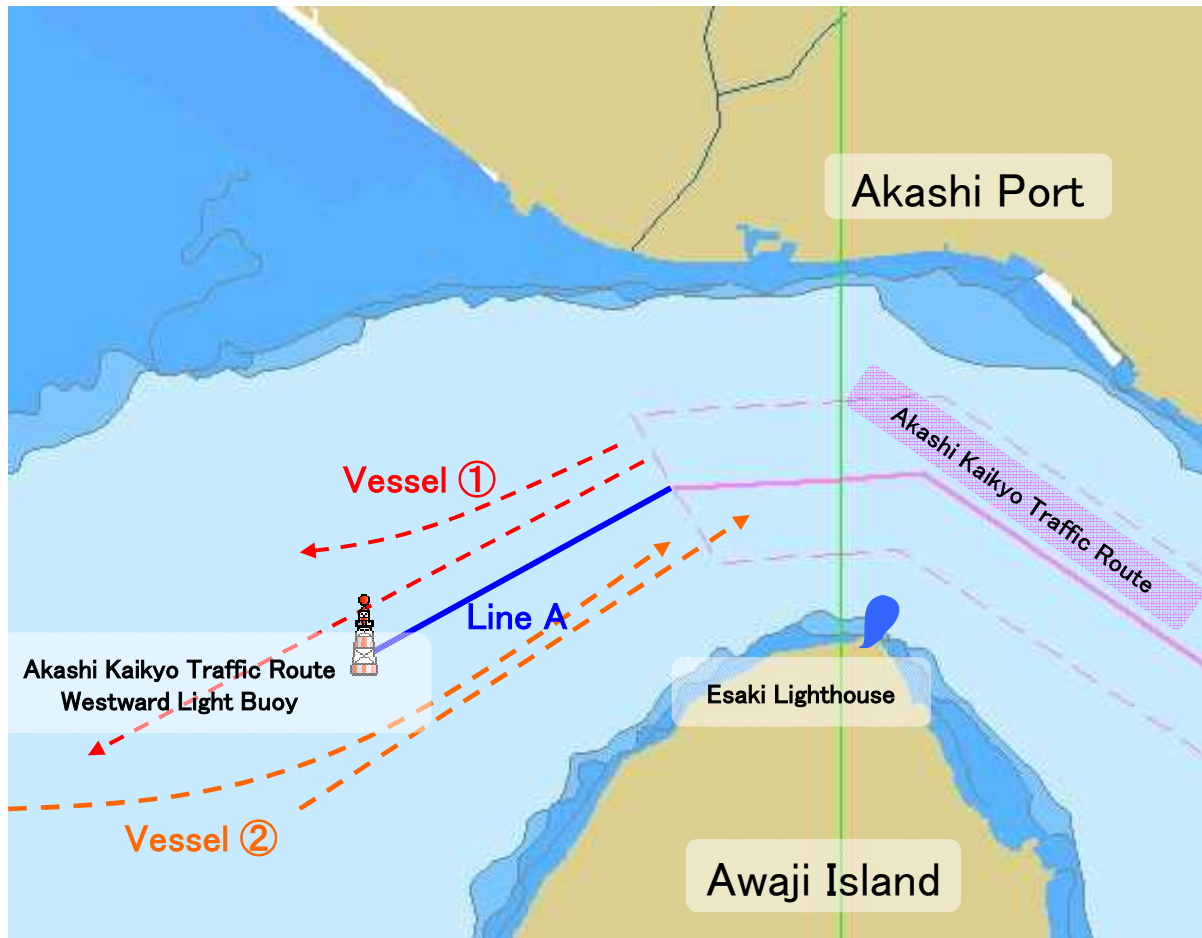 Akashi Port
Akashi Kaikyo Traffic Route
Vessel ①
Line A
Akashi Kaikyo Traffic Route
Westward Light Buoy
Esaki Lighthouse
Vessel ②
Awaji Island